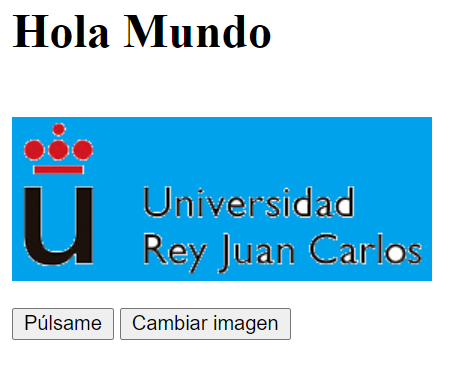 Hola Mundo
u
Universidad
Rey Juan Carlos
Púlsame
Cambiar imagen